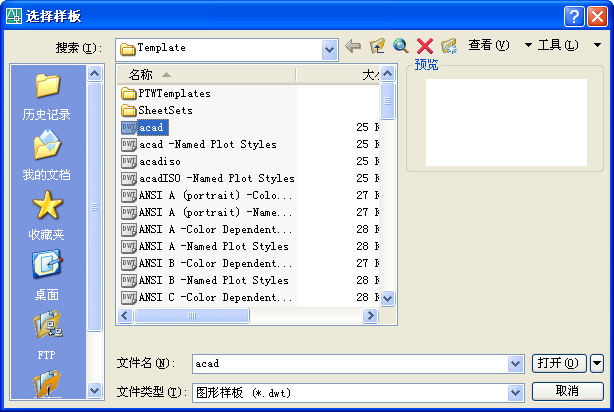 选择样板
搜索(I): Template 查看(V) 工具(L)
名称 大小
PTWTemplates
SheetSets
acad 25 K
acad -Named Plot Styles 25 K
acadiso 25 K
acadISO -Named Plot Styles 25 K
ANSI A (portrait) -Colo... 27 K
ANSI A (portrait) -Name... 27 K
ANSI A -Color Dependent... 28 K
ANSI A -Named Plot Styles 28 K
ANSI B -Color Dependent... 27 K
ANSI B -Named Plot Styles 28 K
ANSI C -Color Dependent... 28 K
历史记录
我的文档
收藏夹
桌面
FTP
预览
文件名(N): acad 打开(O)
文件类型(T): 图形样板 (*.dwt) 取消